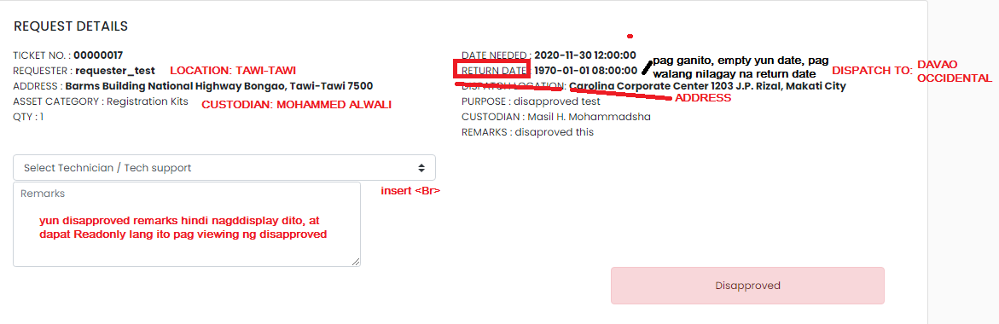 REQUEST DETAILS
TICKET NO. : 00000017
REQUESTER : requester_test LOCATION: TAWI-TAWI
ADDRESS : Barms Building National Highway Bongao, Tawi-Tawi 7500
ASSET CATEGORY : Registration Kits CUSTODIAN: MOHAMMED ALWALI
QTY : 1
DATE NEEDED : 2020-11-30 12:00:00
RETURN DATE : 1970-01-01 08:00:00
pag ganito, empty yun date, pag
walang nilagay na return date
DISPATCH TO: DAVAO
OCCIDENTAL
DISPATCH LOCATION: Carolina Corporate Center 1203 J.P. Rizal, Makati City
ADDRESS
PURPOSE : disapproved test
CUSTODIAN : Masil H. Mohammadsha
REMARKS : disaproved this
Select Technician / Tech support
insert <Br>
Remarks
yun disapproved remarks hindi nagddisplay dito, at
dapat Readonly lang ito pag viewing ng disapproved
Disapproved